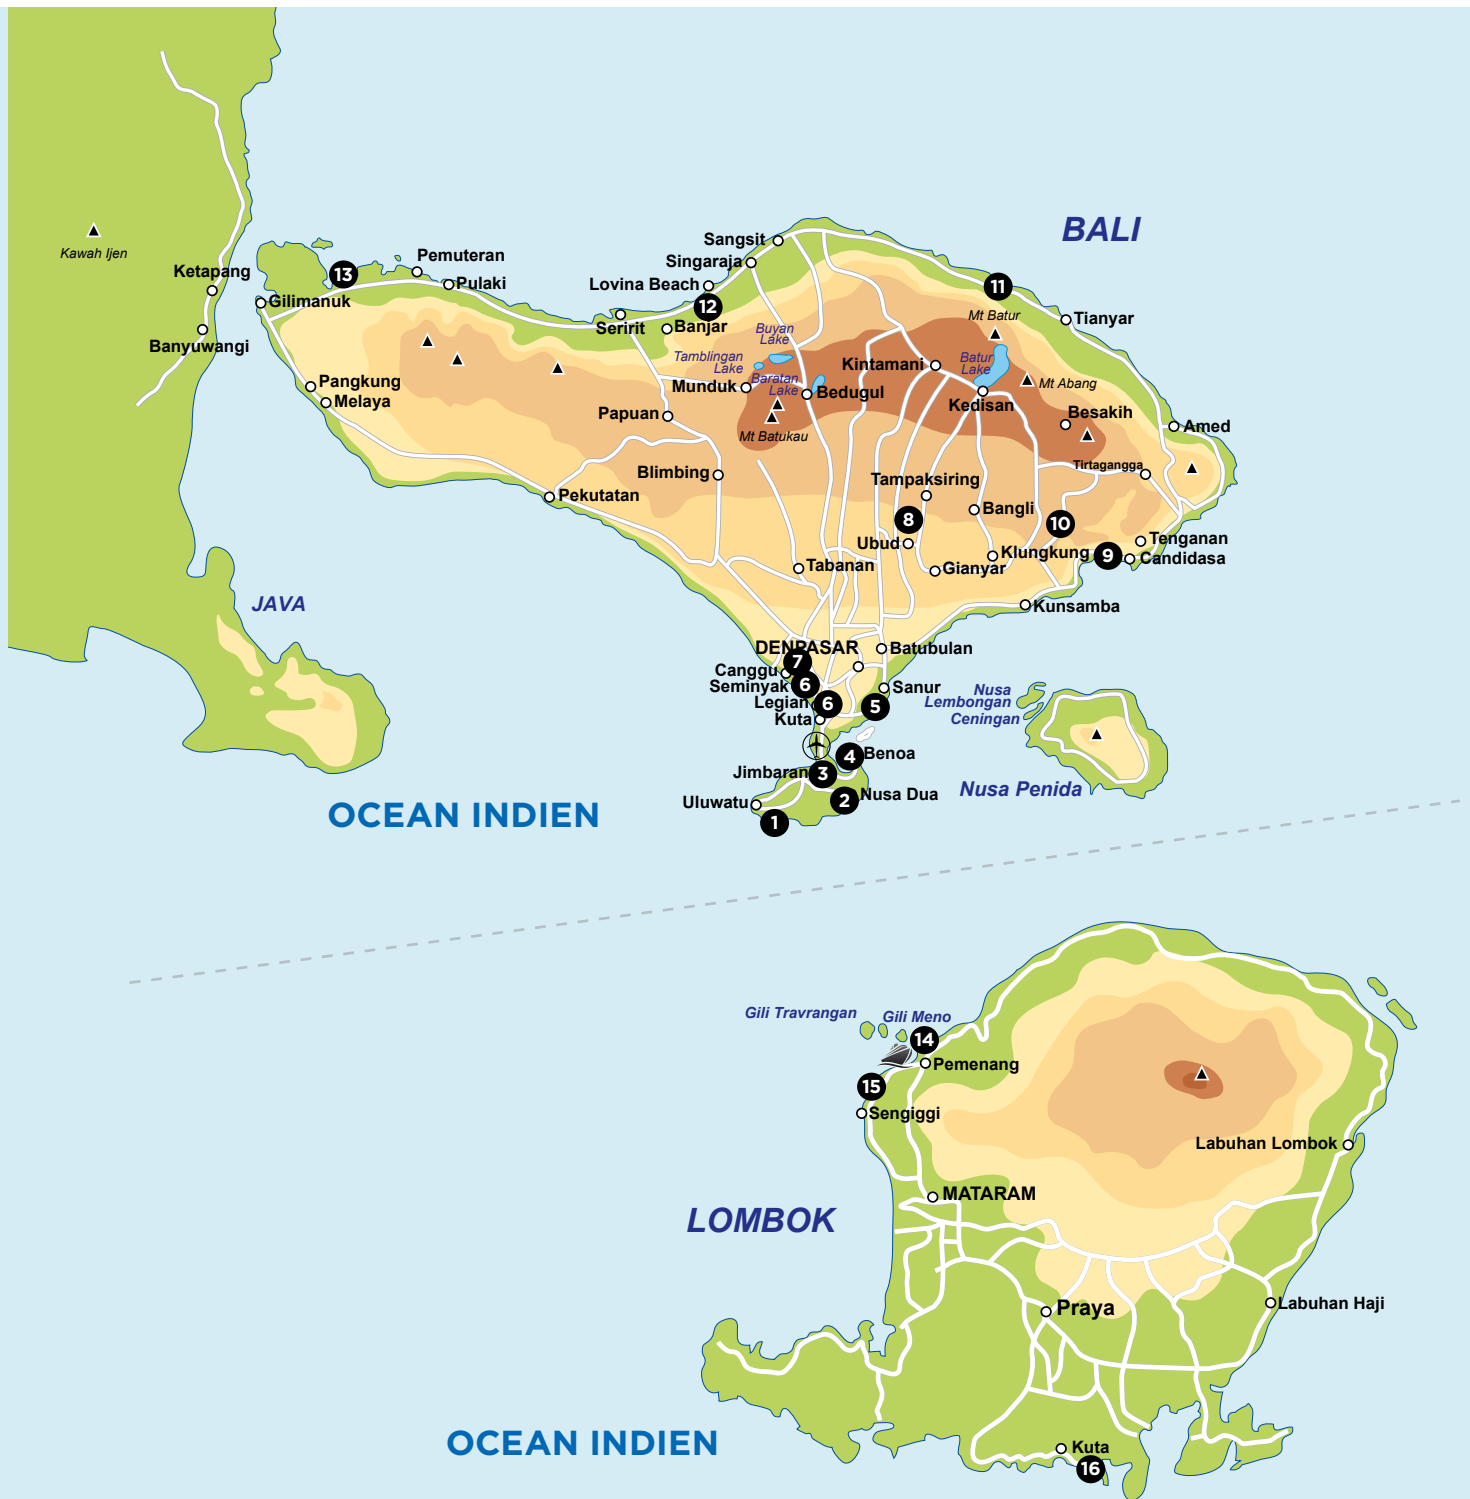 BALI
Kawah Ijen
Ketapang
Banyuwangi
Gilimanuk
13
Pemuteran
Pulaki
Sangsit
Singaraja
Lovina Beach
12
Seririt
Banjar
11
Mt Batur
Tianyar
Buyan
Lake
Tamblingan
Lake
Baratan
Lake
Munduk
Bedugul
Kintamani
Batur
Lake
Mt Abang
Kedisan
Besakih
Amed
Pangkung
Melaya
Papuan
Mt Batukau
Blimbing
Pekutatan
Tampaksiring
Tirtagangga
8
Bangli
10
Ubud
Klungkung
9
Tenganan
Candidasa
Tabanan
Gianyar
Kunsamba
JAVA
DENPASAR
Batubulan
7
Canggu
Seminyak
6
Legian
6
Kuta
5
Sanur
Nusa
Lembongan
Ceningan
4
Benoa
Jimbaran
3
Uluwatu
2
Nusa Dua
1
Nusa Penida
OCEAN INDIEN
Gili Travrangan
Gili Meno
14
Pemenang
15
Sengiggi
Labuhan Lombok
MATARAM
LOMBOK
Praya
Labuhan Haji
OCEAN INDIEN
Kuta
16